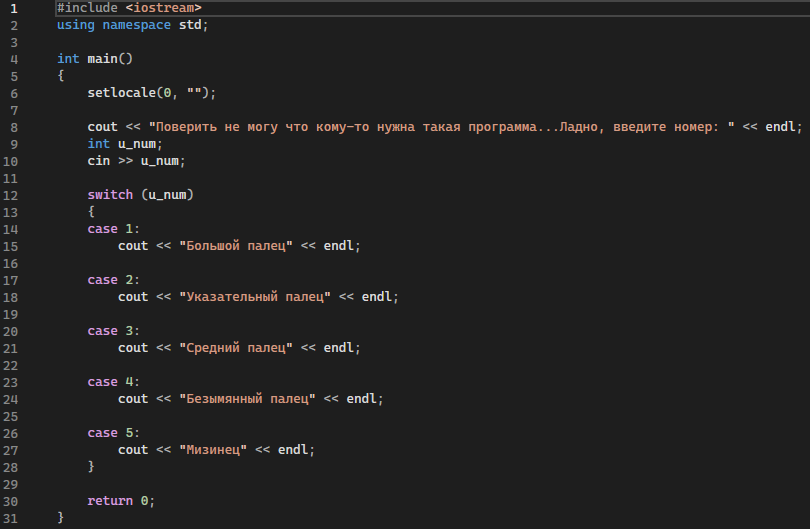 1 #include <iostream>
2 using namespace std;
3
4 int main()
5 {
6 setlocale(0, "");
7
8 cout << "Поверить не могу что кому-то нужна такая программа...Ладно, введите номер: " << endl;
9 int u_num;
10 cin >> u_num;
11
12 switch (u_num)
13 {
14 case 1:
15 cout << "Большой палец" << endl;
16
17 case 2:
18 cout << "Указательный палец" << endl;
19
20 case 3:
21 cout << "Средний палец" << endl;
22
23 case 4:
24 cout << "Безымянный палец" << endl;
25
26 case 5:
27 cout << "Мизинец" << endl;
28 }
29
30 return 0;
31 }